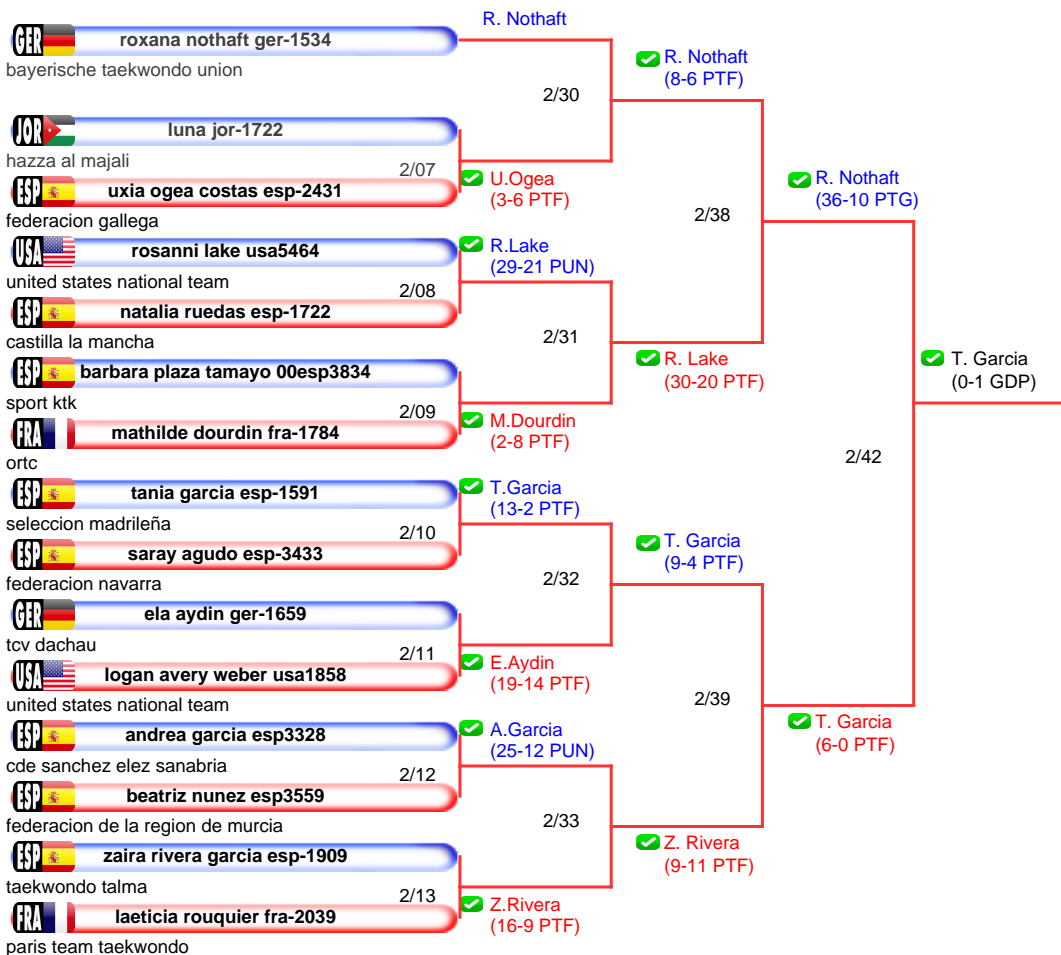 R. Nothaft
GER roxana nothaft ger-1534
bayerische taekwondo union
R. Nothaft
(8-6 PTF)
2/30
JOR luna jor-1722
hazza al majali
2/07
ESP uxia ogea costas esp-2431
federacion gallega
U.Ogea
(3-6 PTF)
R. Nothaft
(36-10 PTG)
2/38
USA rosanni lake usa5464
united states national team
R.Lake
(29-21 PUN)
2/08
ESP natalia ruedas esp-1722
castilla la mancha
2/31
ESP barbara plaza tamayo 00esp3834
sport ktk
R. Lake
(30-20 PTF)
T. Garcia
(0-1 GDP)
2/09
FRA mathilde dourdin fra-1784
ortc
M.Dourdin
(2-8 PTF)
2/42
ESP tania garcia esp-1591
seleccion madrileña
T.Garcia
(13-2 PTF)
2/10
ESP saray agudo esp-3433
federacion navarra
T. Garcia
(9-4 PTF)
2/32
GER ela aydin ger-1659
tcv dachau
2/11
USA logan avery weber usa1858
united states national team
E.Aydin
(19-14 PTF)
2/39
ESP andrea garcia esp3328
cde sanchez elez sanabria
A.Garcia
(25-12 PUN)
T. Garcia
(6-0 PTF)
2/12
ESP beatriz nunez esp3559
federacion de la region de murcia
2/33
ESP zaira rivera garcia esp-1909
taekwondo talma
Z. Rivera
(9-11 PTF)
2/13
FRA laeticia rouquier fra-2039
paris team taekwondo
Z.Rivera
(16-9 PTF)